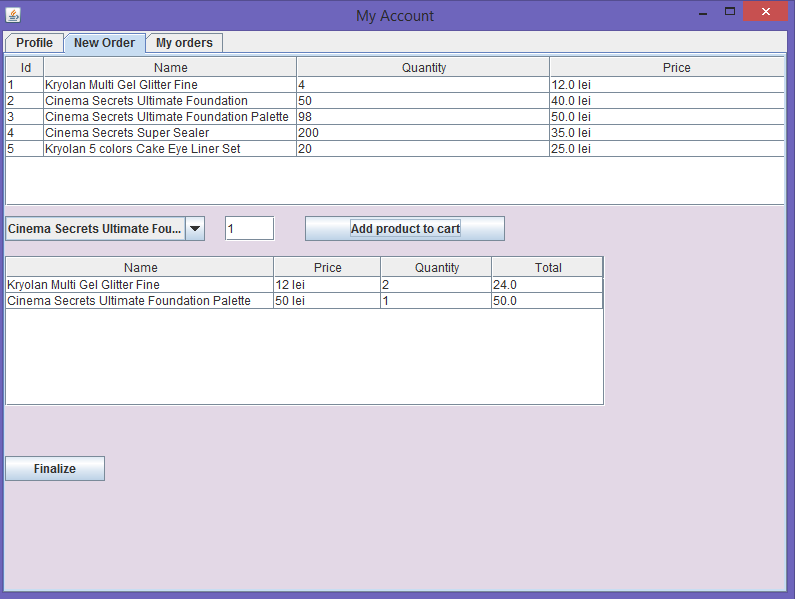 My Account
Profile New Order My orders
Id Name Quantity Price
1 Kryolan Multi Gel Glitter Fine 4 12.0 lei
2 Cinema Secrets Ultimate Foundation 50 40.0 lei
3 Cinema Secrets Ultimate Foundation Palette 98 50.0 lei
4 Cinema Secrets Super Sealer 200 35.0 lei
5 Kryolan 5 colors Cake Eye Liner Set 20 25.0 lei
Cinema Secrets Ultimate Fou... 1 Add product to cart
Name Price Quantity Total
Kryolan Multi Gel Glitter Fine 12 lei 2 24.0
Cinema Secrets Ultimate Foundation Palette 50 lei 1 50.0
Finalize